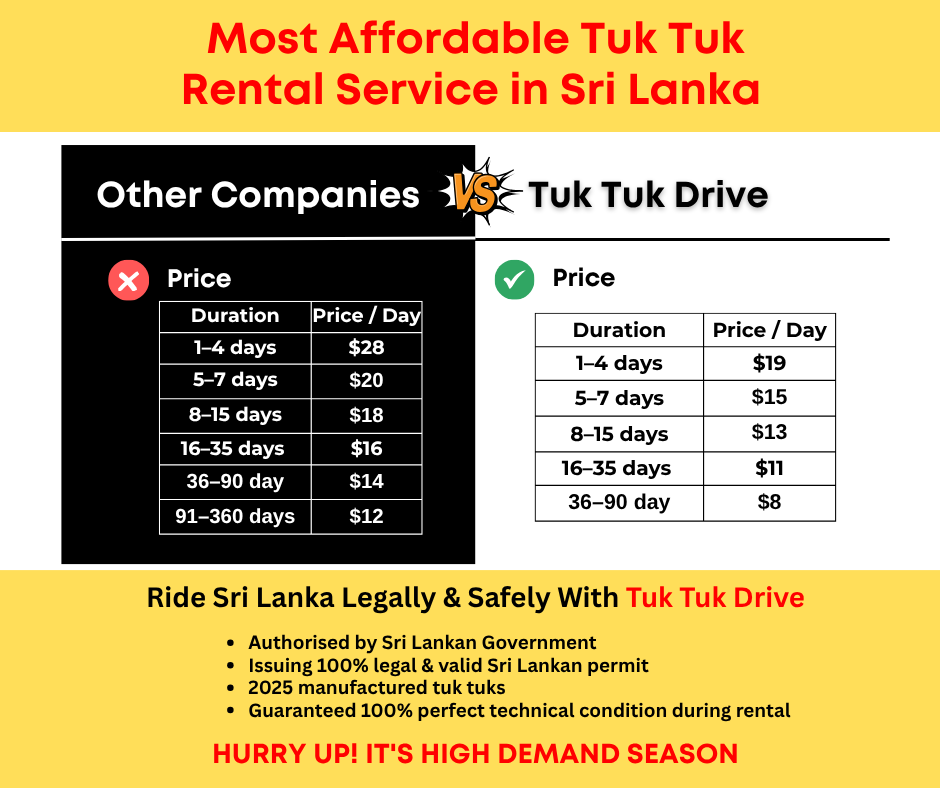 Most Affordable Tuk Tuk
Rental Service in Sri Lanka
Other Companies VS Tuk Tuk Drive
Price
Duration Price / Day
1–4 days $28
5–7 days $20
8–15 days $18
16–35 days $16
36–90 day $14
91–360 days $12
Price
Duration Price / Day
1–4 days $19
5–7 days $15
8–15 days $13
16–35 days $11
36–90 day $8
Ride Sri Lanka Legally & Safely With Tuk Tuk Drive
• Authorised by Sri Lankan Government
• Issuing 100% legal & valid Sri Lankan permit
• 2025 manufactured tuk tuks
• Guaranteed 100% perfect technical condition during rental
HURRY UP! IT'S HIGH DEMAND SEASON